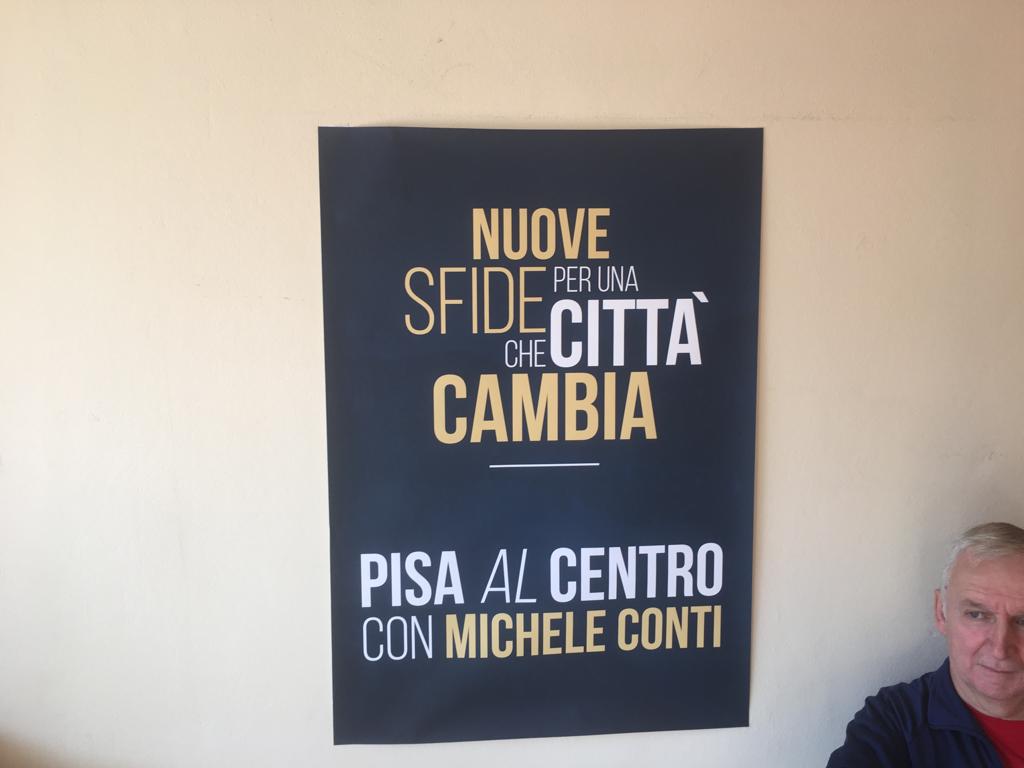 NUOVE
SFIDE PER UNA
CHE CITTÀ
CAMBIA
PISA AL CENTRO
CON MICHELE CONTI